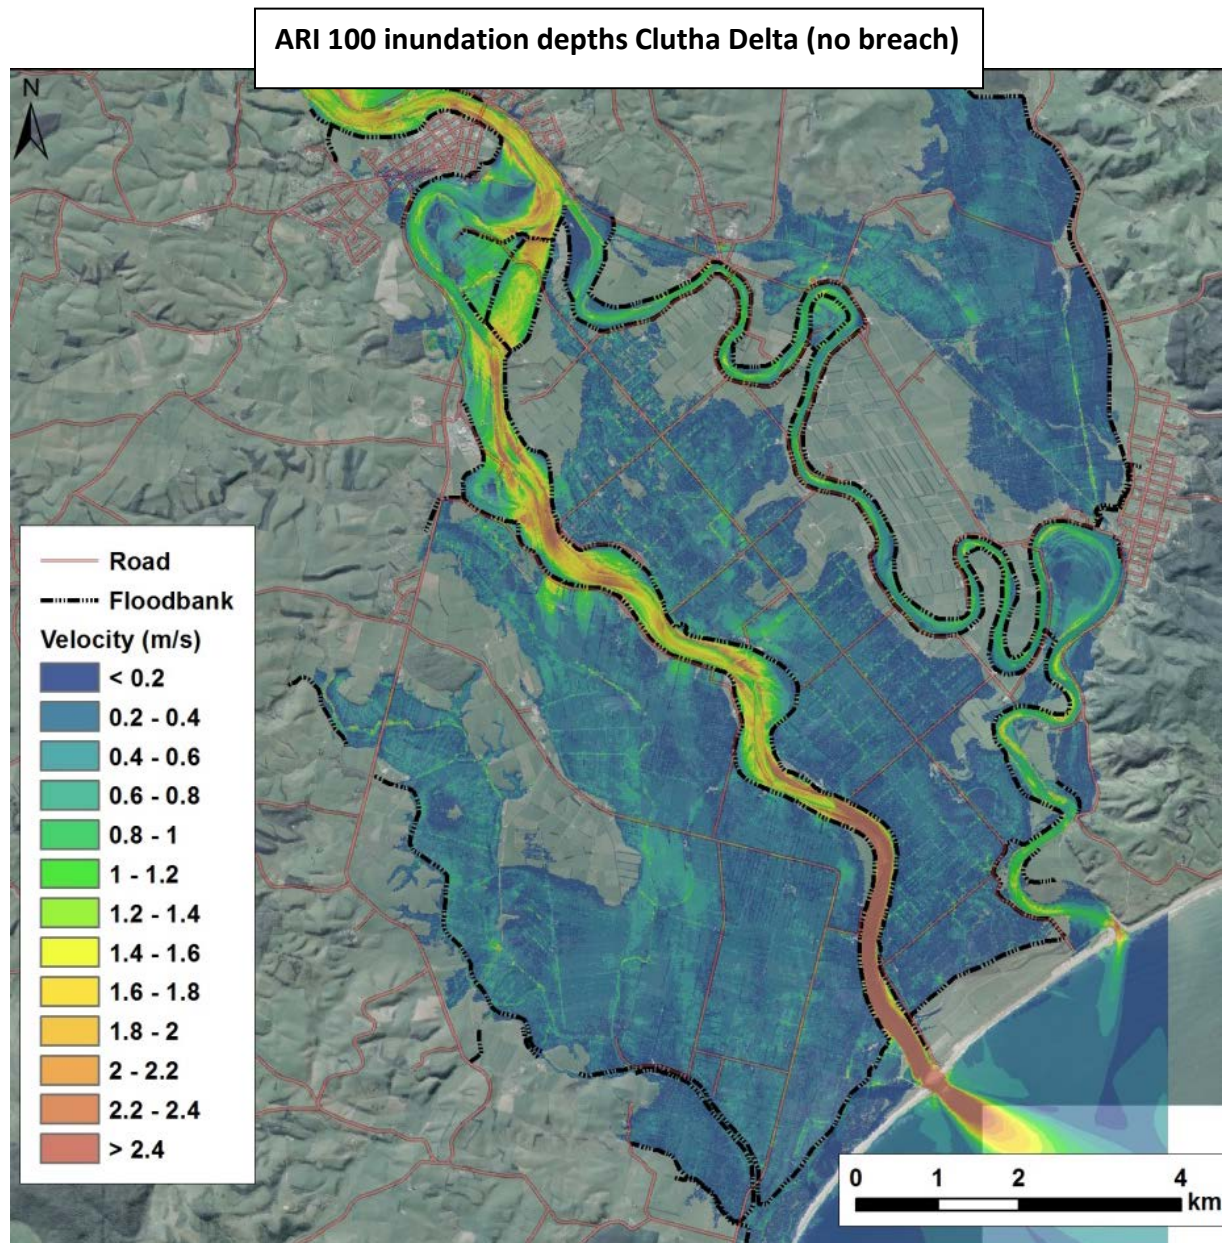 ARI 100 inundation depths Clutha Delta (no breach)
N
Road
Floodbank
Velocity (m/s)
< 0.2
0.2 - 0.4
0.4 - 0.6
0.6 - 0.8
0.8 - 1
1 - 1.2
1.2 - 1.4
1.4 - 1.6
1.6 - 1.8
1.8 - 2
2 - 2.2
2.2 - 2.4
> 2.4
0 1 2 4
km